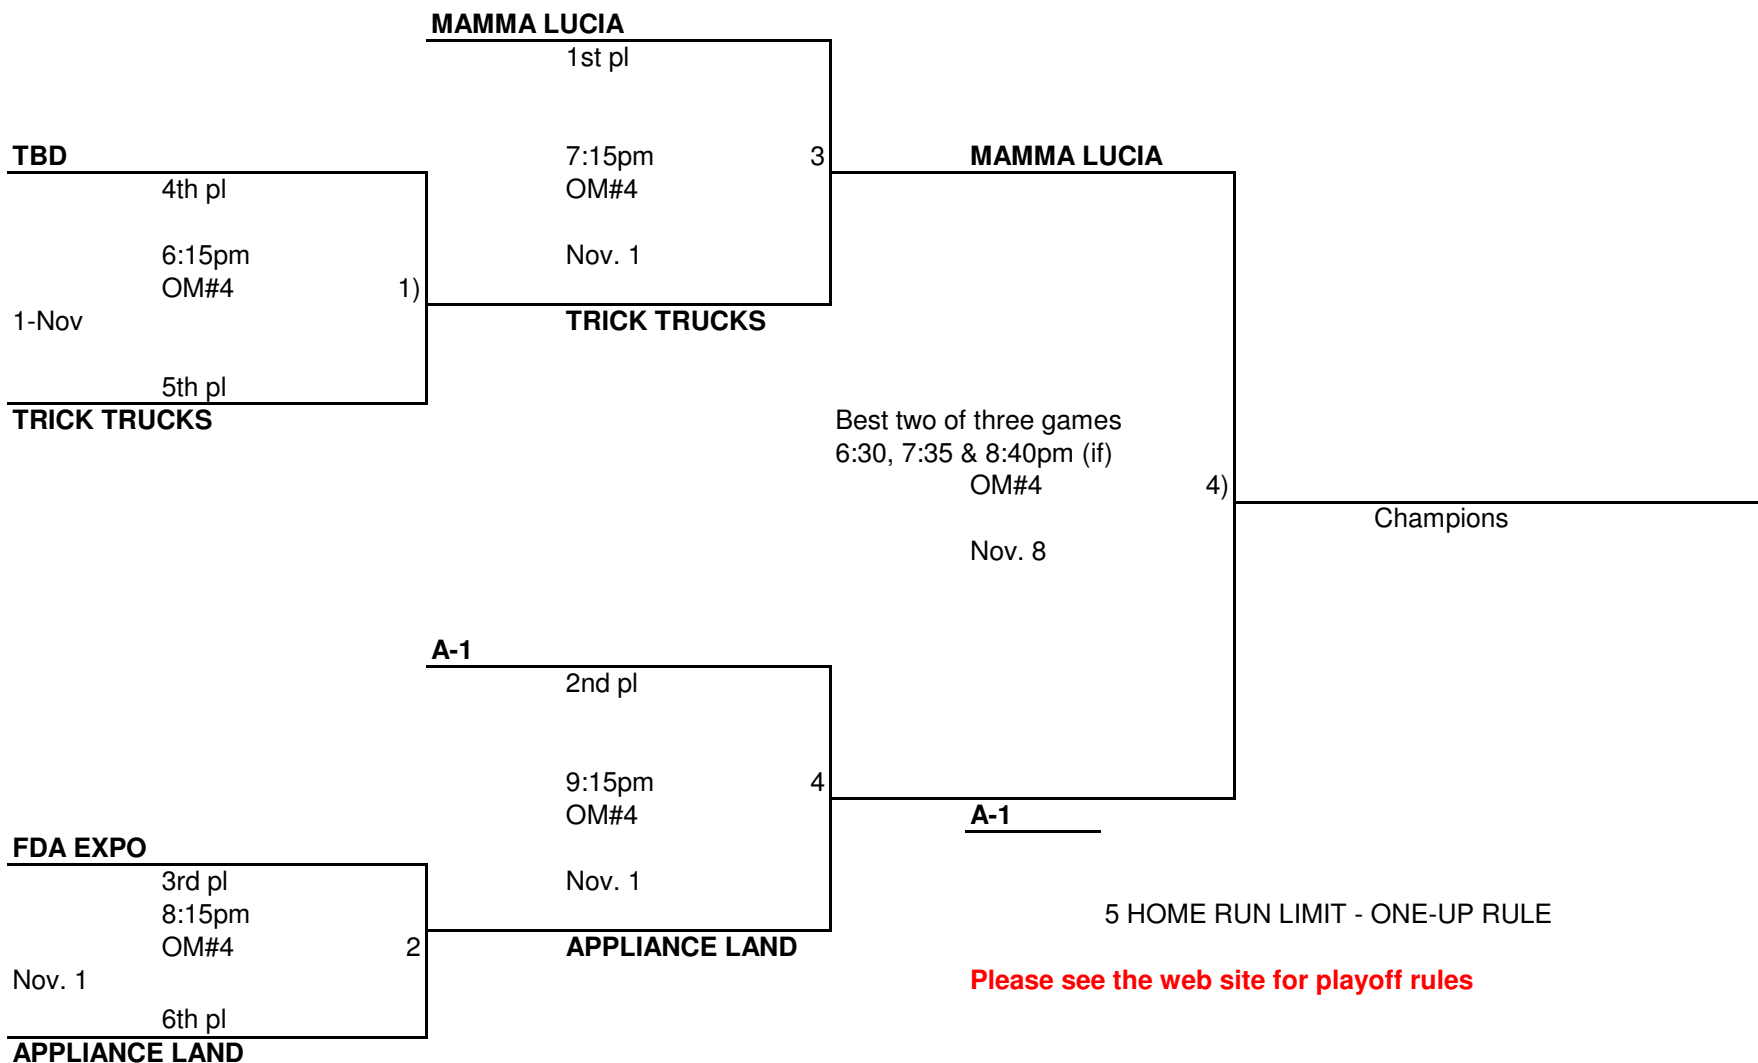 MAMMA LUCIA
1st pl
TBD
7:15pm 3
MAMMA LUCIA
4th pl
OM#4
6:15pm
Nov. 1
OM#4 1)
1-Nov
TRICK TRUCKS
5th pl
TRICK TRUCKS
Best two of three games
6:30, 7:35 & 8:40pm (if)
OM#4 4)
Champions
Nov. 8
A-1
2nd pl
9:15pm 4
OM#4
A-1
FDA EXPO
3rd pl
Nov. 1
8:15pm
5 HOME RUN LIMIT - ONE-UP RULE
OM#4 2
APPLIANCE LAND
Nov. 1
Please see the web site for playoff rules
6th pl
APPLIANCE LAND